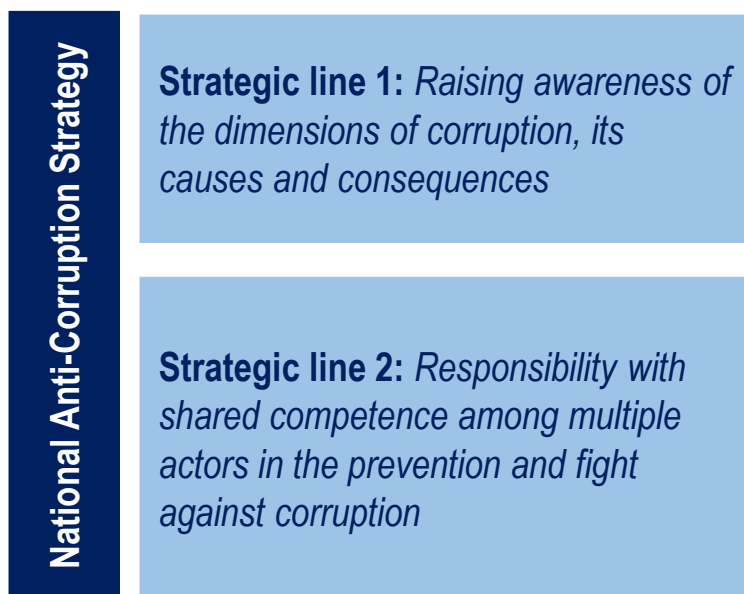 National Anti-Corruption Strategy
Strategic line 1: Raising awareness of
the dimensions of corruption, its
causes and consequences
Strategic line 2: Responsibility with
shared competence among multiple
actors in the prevention and fight
against corruption